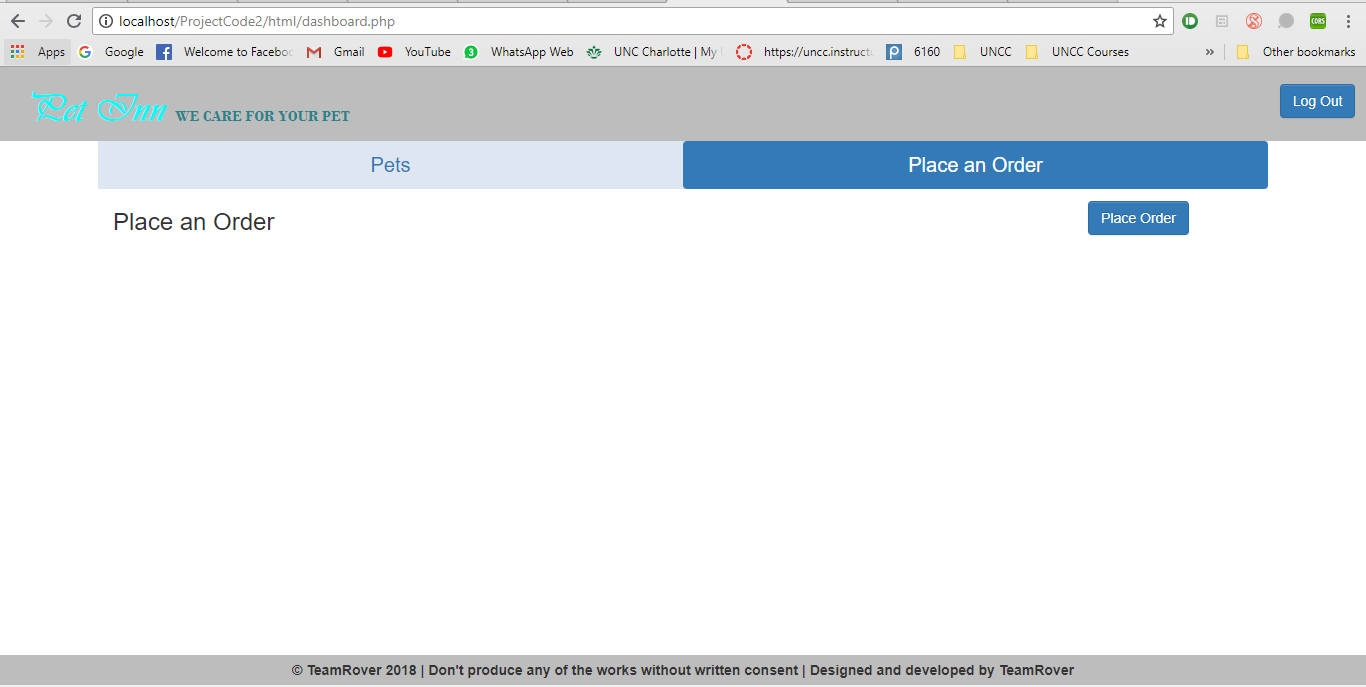 localhost/ProjectCode2/html/dashboard.php
Apps Google Welcome to Faceboo Gmail YouTube 3 WhatsApp Web UNC Charlotte | My https://uncc.instruct 6160 UNCC UNCC Courses » Other bookmarks
Pet Inn WE CARE FOR YOUR PET Log Out
Pets Place an Order
Place an Order Place Order
© TeamRover 2018 | Don't produce any of the works without written consent | Designed and developed by TeamRover